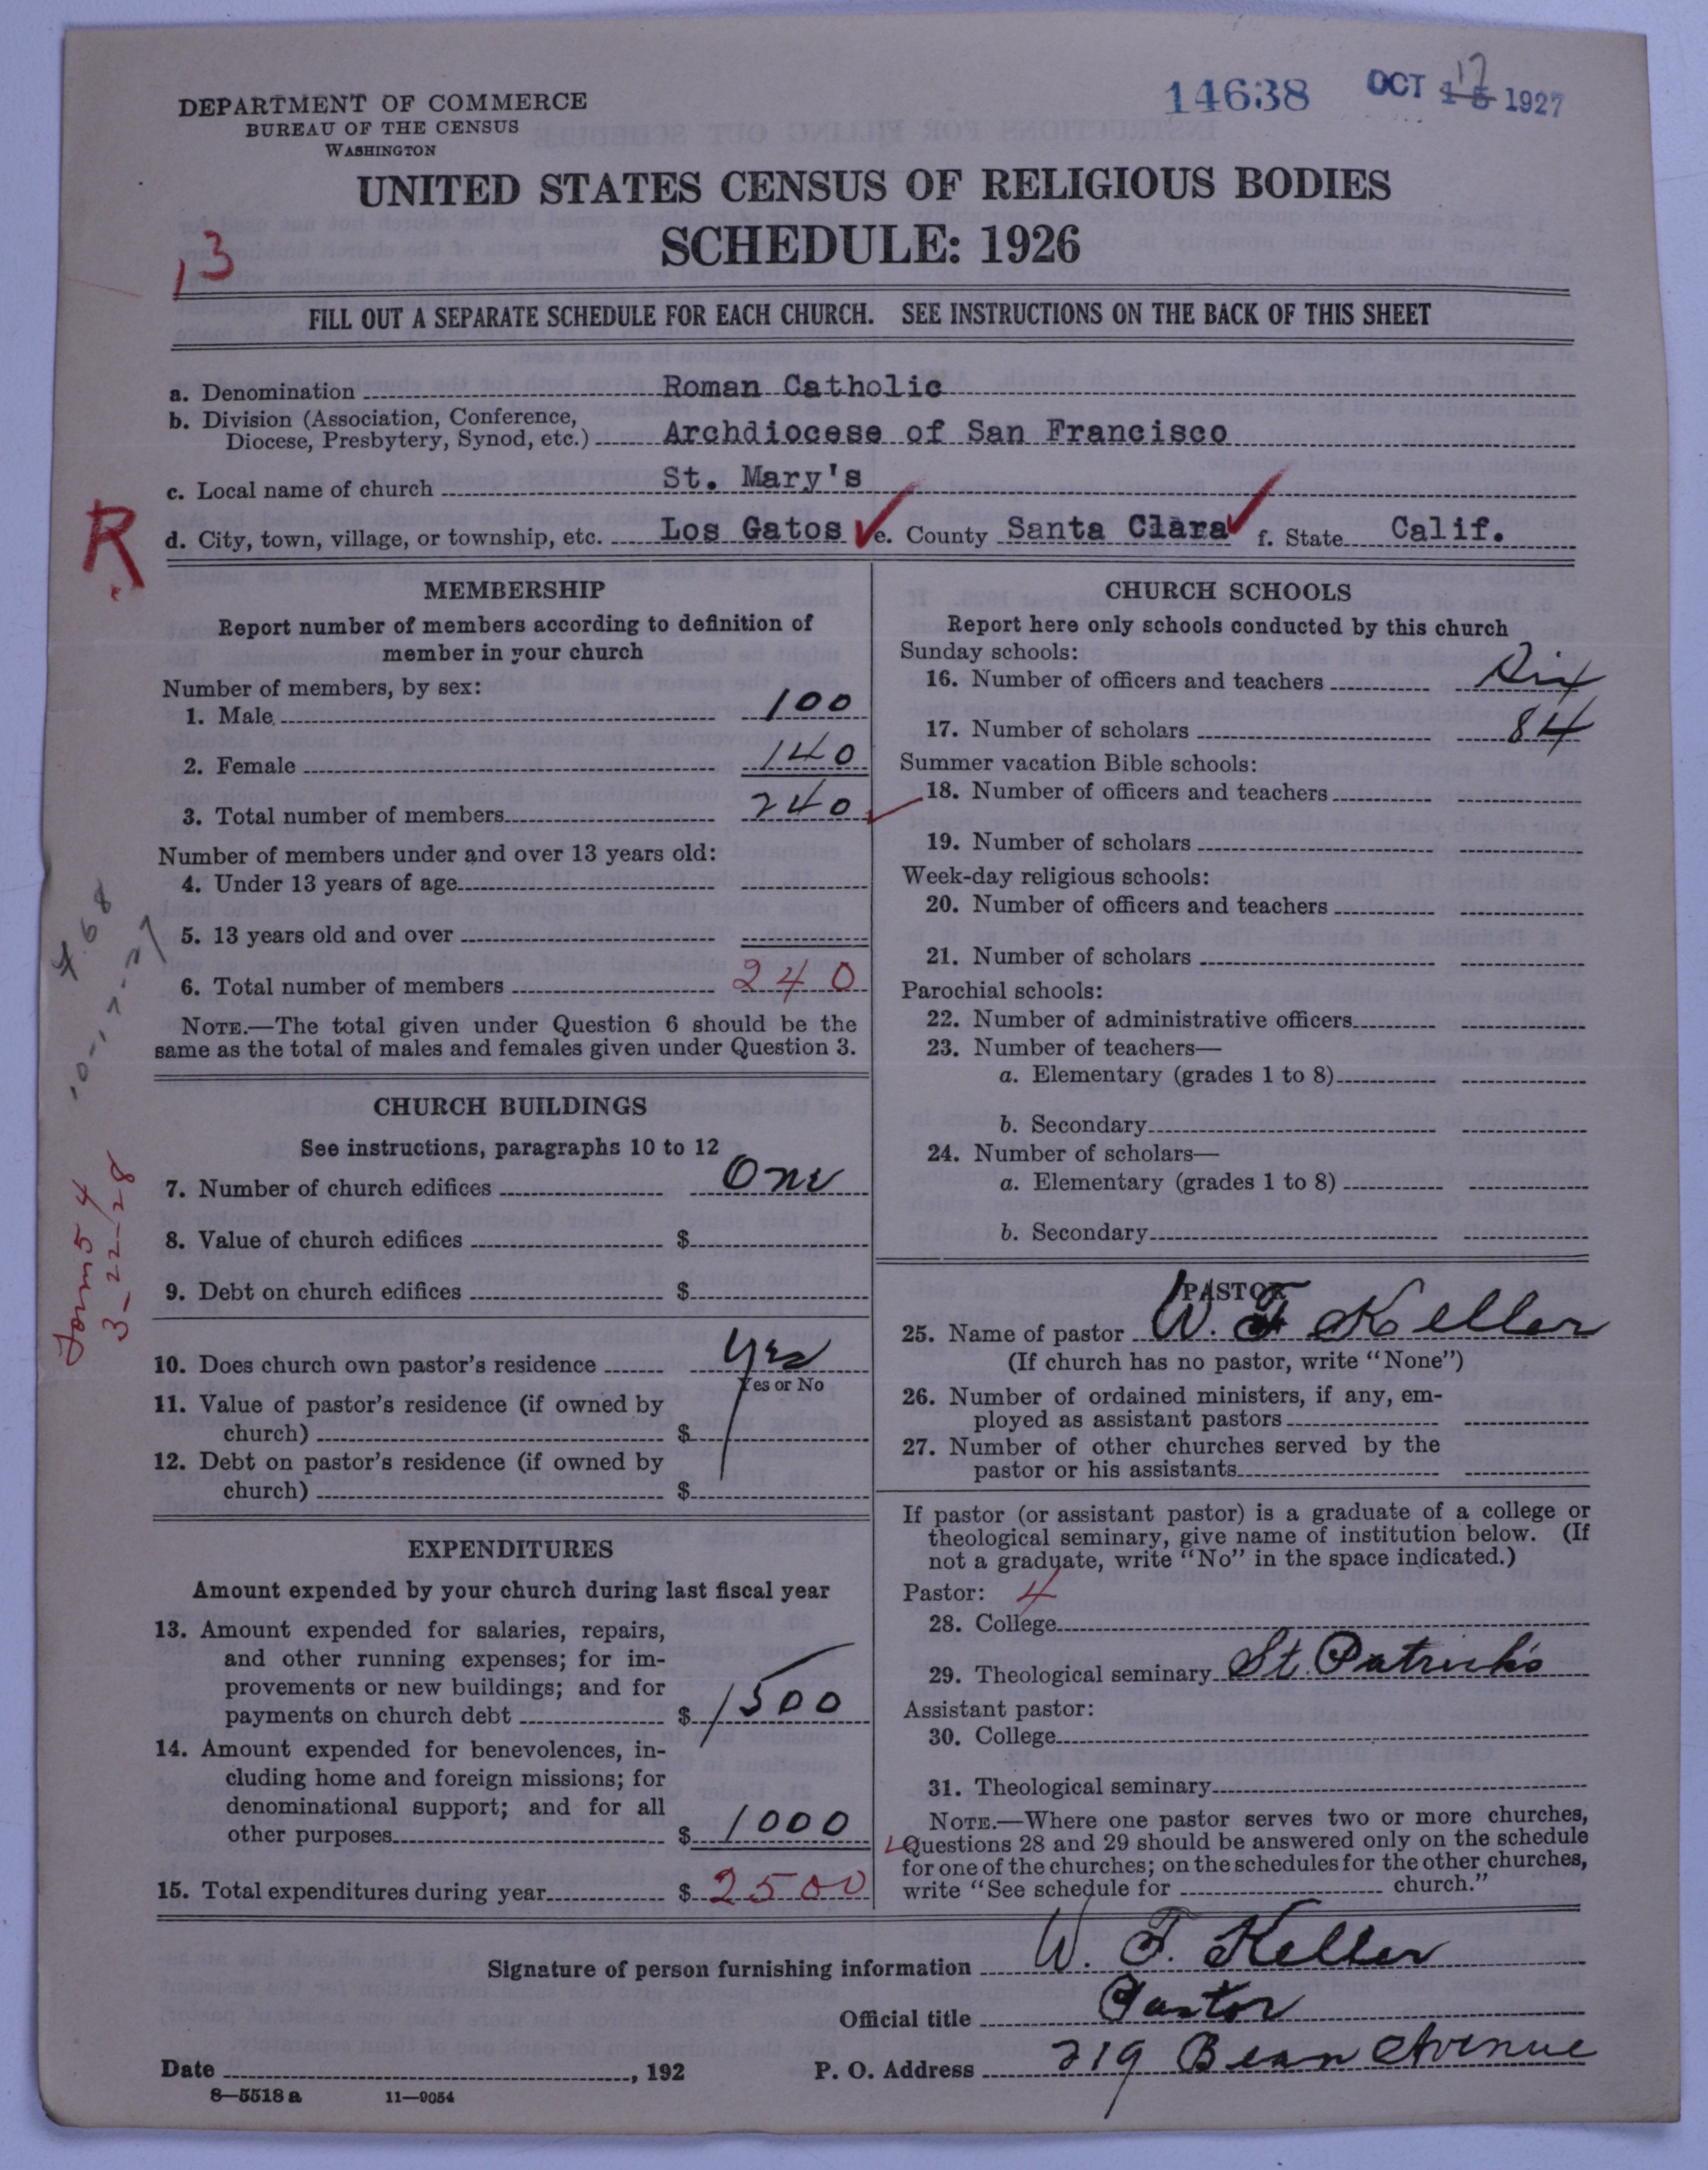 DEPARTMENT OF COMMERCE
BUREAU OF THE CENSUS
WASHINGTON
14638 OCT 15 17 1927
UNITED STATES CENSUS OF RELIGIOUS BODIES
SCHEDULE: 1926
13
FILL OUT A SEPARATE SCHEDULE FOR EACH CHURCH. SEE INSTRUCTIONS ON THE BACK OF THIS SHEET
a. Denomination Roman Catholic
b. Division (Association, Conference,
Diocese, Presbytery, Synod, etc.) Archdiocese of San Francisco
c. Local name of church St. Mary's
R
d. City, town, village, or township, etc. Los Gatos e. County Santa Clara f. State Calif.
MEMBERSHIP
Report number of members according to definition of
member in your church
Number of members, by sex:
1. Male 100
2. Female 140
3. Total number of members 240
Number of members under and over 13 years old:
4. Under 13 years of age
5. 13 years old and over
6. Total number of members 240
NOTE.—The total given under Question 6 should be the
same as the total of males and females given under Question 3.
10-17-27
CHURCH BUILDINGS
See instructions, paragraphs 10 to 12
7. Number of church edifices One
8. Value of church edifices $
9. Debt on church edifices $
Form 54
3-22-28
10. Does church own pastor's residence Yes
Yes or No
11. Value of pastor's residence (if owned by
church) $
12. Debt on pastor's residence (if owned by
church) $
EXPENDITURES
Amount expended by your church during last fiscal year
13. Amount expended for salaries, repairs,
and other running expenses; for im-
provements or new buildings; and for
payments on church debt $ 1500
14. Amount expended for benevolences, in-
cluding home and foreign missions; for
denominational support; and for all
other purposes $ 1000
15. Total expenditures during year $ 2500
CHURCH SCHOOLS
Report here only schools conducted by this church
Sunday schools:
16. Number of officers and teachers Six
17. Number of scholars 84
Summer vacation Bible schools:
18. Number of officers and teachers
19. Number of scholars
Week-day religious schools:
20. Number of officers and teachers
21. Number of scholars
Parochial schools:
22. Number of administrative officers
23. Number of teachers—
a. Elementary (grades 1 to 8)
b. Secondary
24. Number of scholars—
a. Elementary (grades 1 to 8)
b. Secondary
PASTOR
25. Name of pastor W. F Keller
(If church has no pastor, write "None")
26. Number of ordained ministers, if any, em-
ployed as assistant pastors
27. Number of other churches served by the
pastor or his assistants
If pastor (or assistant pastor) is a graduate of a college or
theological seminary, give name of institution below. (If
not a graduate, write "No" in the space indicated.)
Pastor: 4
28. College
29. Theological seminary St. Patrick's
Assistant pastor:
30. College
31. Theological seminary
NOTE.—Where one pastor serves two or more churches,
Questions 28 and 29 should be answered only on the schedule
for one of the churches; on the schedules for the other churches,
write "See schedule for church."
Signature of person furnishing information W. F. Keller
Official title Pastor
Date , 192 P. O. Address 219 Bean Avenue
8—5518 a 11—9054